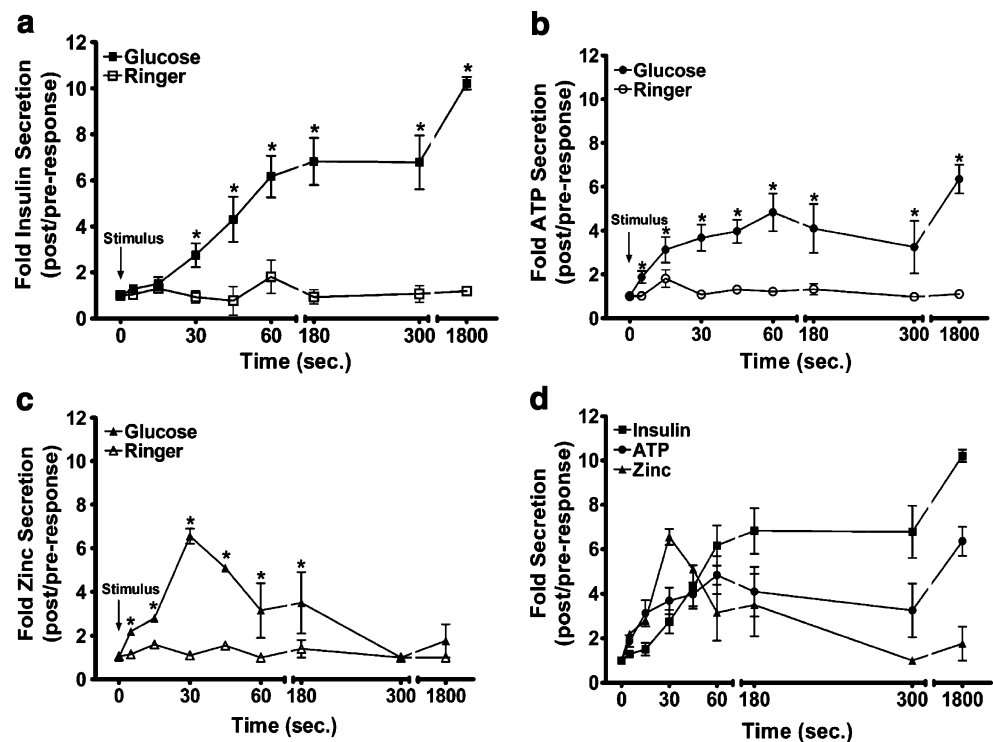 a
Fold Insulin Secretion
(post/pre-response)
12
10
8
6
4
2
0
Glucose
Ringer
Stimulus
* * * * * *
0 30 60 180 300 1800
Time (sec.)
b
Fold ATP Secretion
(post/pre-response)
12
10
8
6
4
2
0
Glucose
Ringer
Stimulus
* * * * * * * *
0 30 60 180 300 1800
Time (sec.)
c
Fold Zinc Secretion
(post/pre-response)
12
10
8
6
4
2
0
Glucose
Ringer
Stimulus
* * * * * *
0 30 60 180 300 1800
Time (sec.)
d
Fold Secretion
(post/pre-response)
12
10
8
6
4
2
0
Insulin
ATP
Zinc
0 30 60 180 300 1800
Time (sec.)